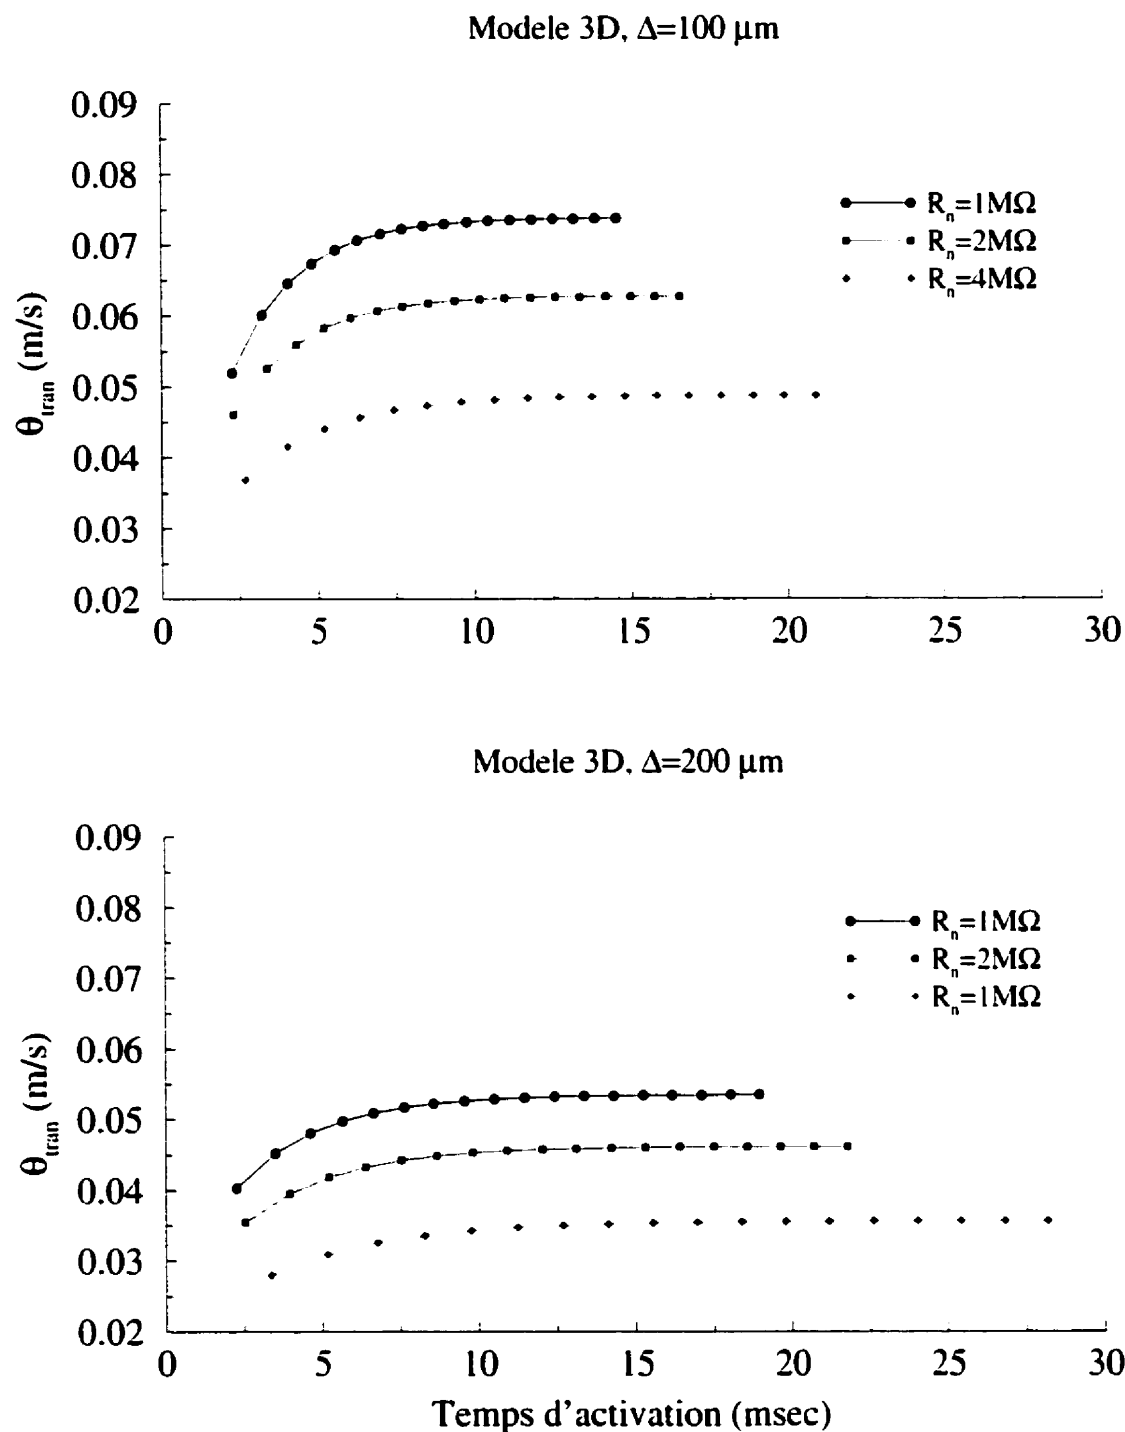 Modele 3D, Δ=100 μm
0.09
0.08
0.07
0.06
0.05
0.04
0.03
0.02
θtran (m/s)
Rn=1MΩ
Rn=2MΩ
Rn=4MΩ
0 5 10 15 20 25 30
Modele 3D, Δ=200 μm
0.09
0.08
0.07
0.06
0.05
0.04
0.03
0.02
θtran (m/s)
Rn=1MΩ
Rn=2MΩ
Rn=1MΩ
0 5 10 15 20 25 30
Temps d'activation (msec)